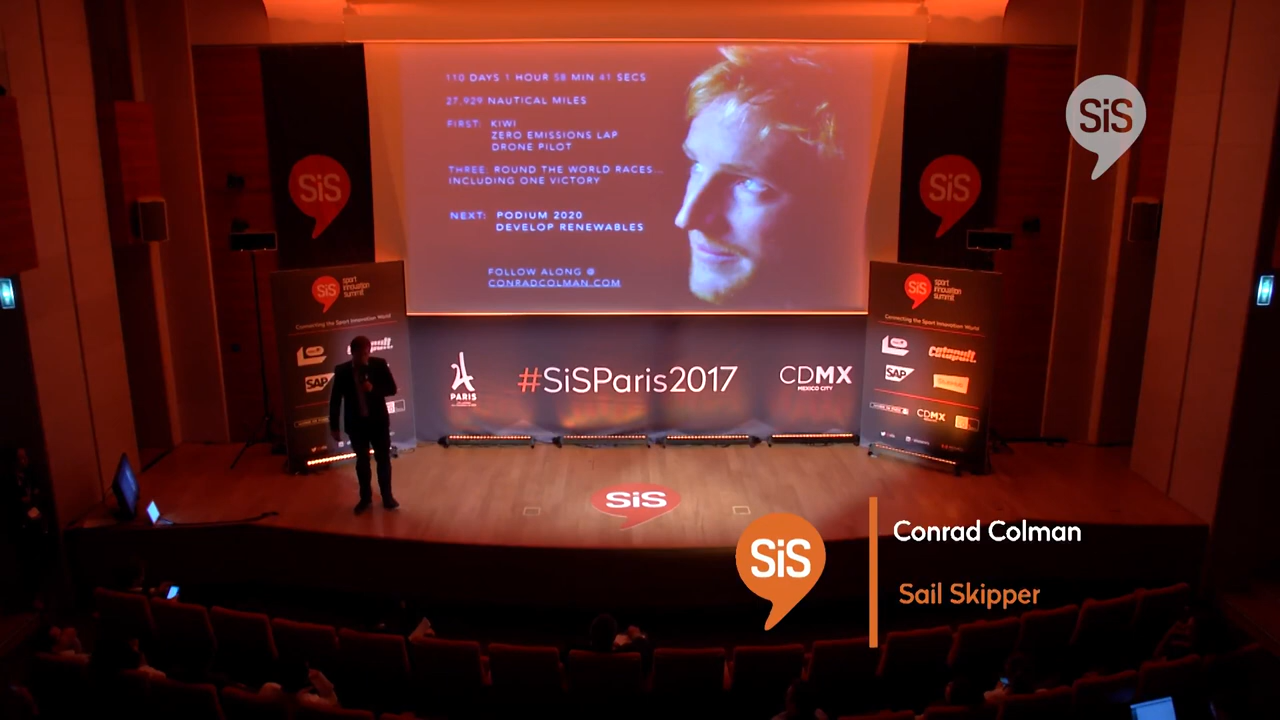 110 DAYS 1 HOUR 58 MIN 41 SECS
27,929 NAUTICAL MILES
FIRST: KIWI
ZERO EMISSIONS LAP
DRONE PILOT
THREE: ROUND THE WORLD RACES...
INCLUDING ONE VICTORY
NEXT: PODIUM 2020
DEVELOP RENEWABLES
FOLLOW ALONG @
CONRADCOLMAN.COM
SiS
SiS
SiS
SiS
sport
innovation
summit
Connecting the Sport Innovation World
SAP
SiS
sport
innovation
summit
Connecting the Sport Innovation World
Catapult
SAP
CDMX
PARIS
#SiSParis2017
CDMX
MEXICO CITY
SiS
SiS
Conrad Colman
Sail Skipper